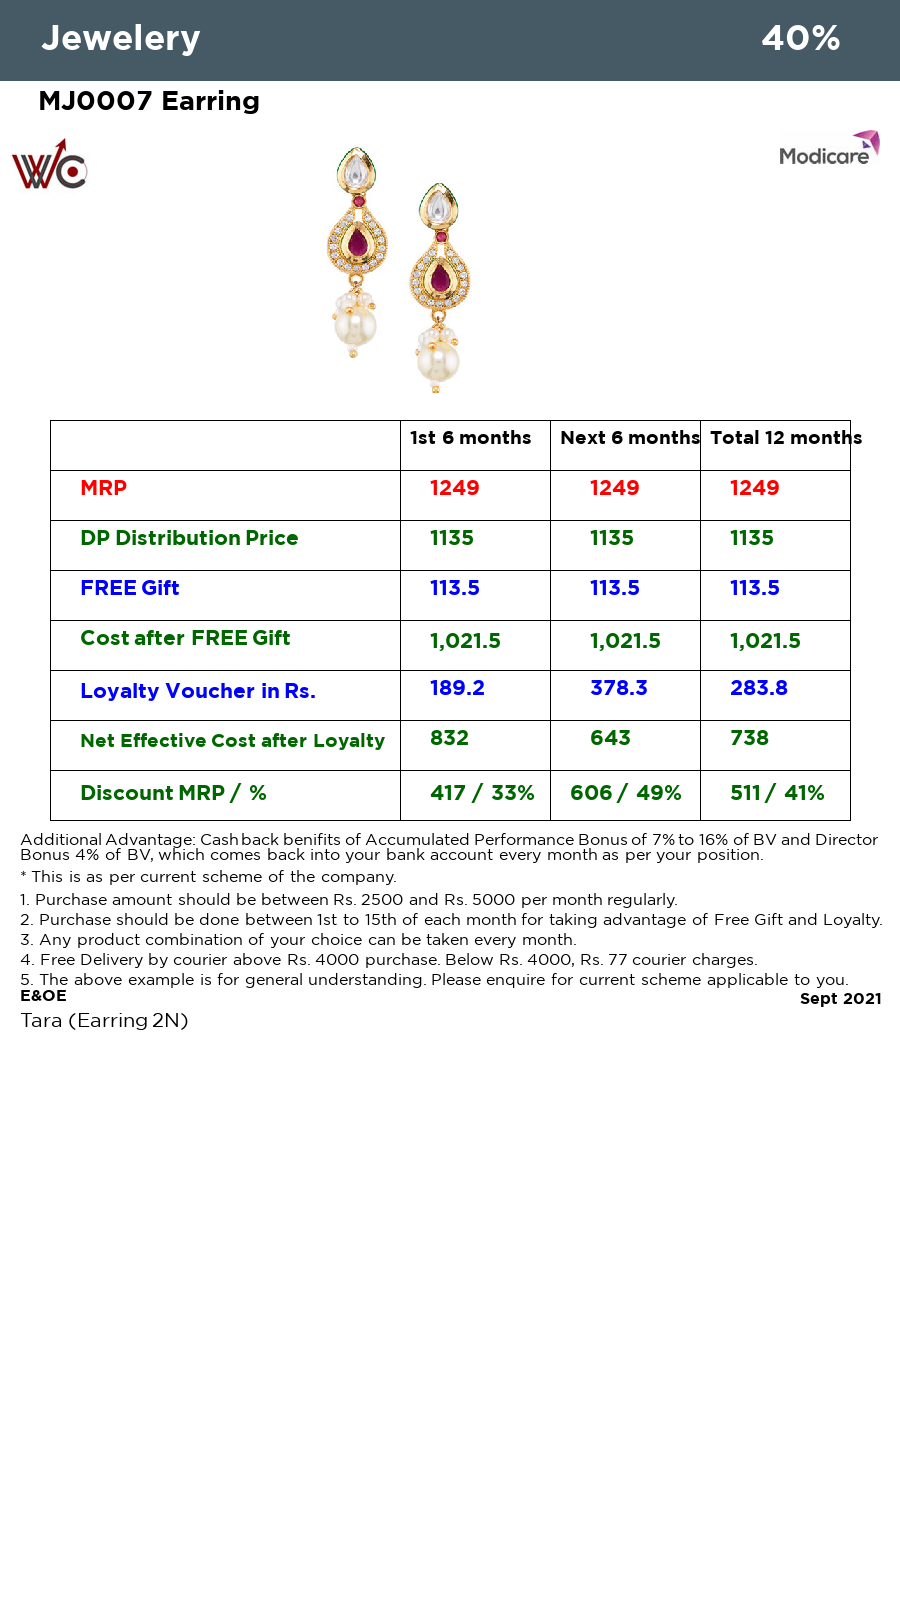 Jewelery 40%
MJ0007 Earring
WC
Modicare
1st 6 months Next 6 months Total 12 months
MRP 1249 1249 1249
DP Distribution Price 1135 1135 1135
FREE Gift 113.5 113.5 113.5
Cost after FREE Gift 1,021.5 1,021.5 1,021.5
Loyalty Voucher in Rs. 189.2 378.3 283.8
Net Effective Cost after Loyalty 832 643 738
Discount MRP / % 417 / 33% 606 / 49% 511 / 41%
Additional Advantage: Cashback benifits of Accumulated Performance Bonus of 7% to 16% of BV and Director
Bonus 4% of BV, which comes back into your bank account every month as per your position.
* This is as per current scheme of the company.
1. Purchase amount should be between Rs. 2500 and Rs. 5000 per month regularly.
2. Purchase should be done between 1st to 15th of each month for taking advantage of Free Gift and Loyalty.
3. Any product combination of your choice can be taken every month.
4. Free Delivery by courier above Rs. 4000 purchase. Below Rs. 4000, Rs. 77 courier charges.
5. The above example is for general understanding. Please enquire for current scheme applicable to you.
E&OE Sept 2021
Tara (Earring 2N)